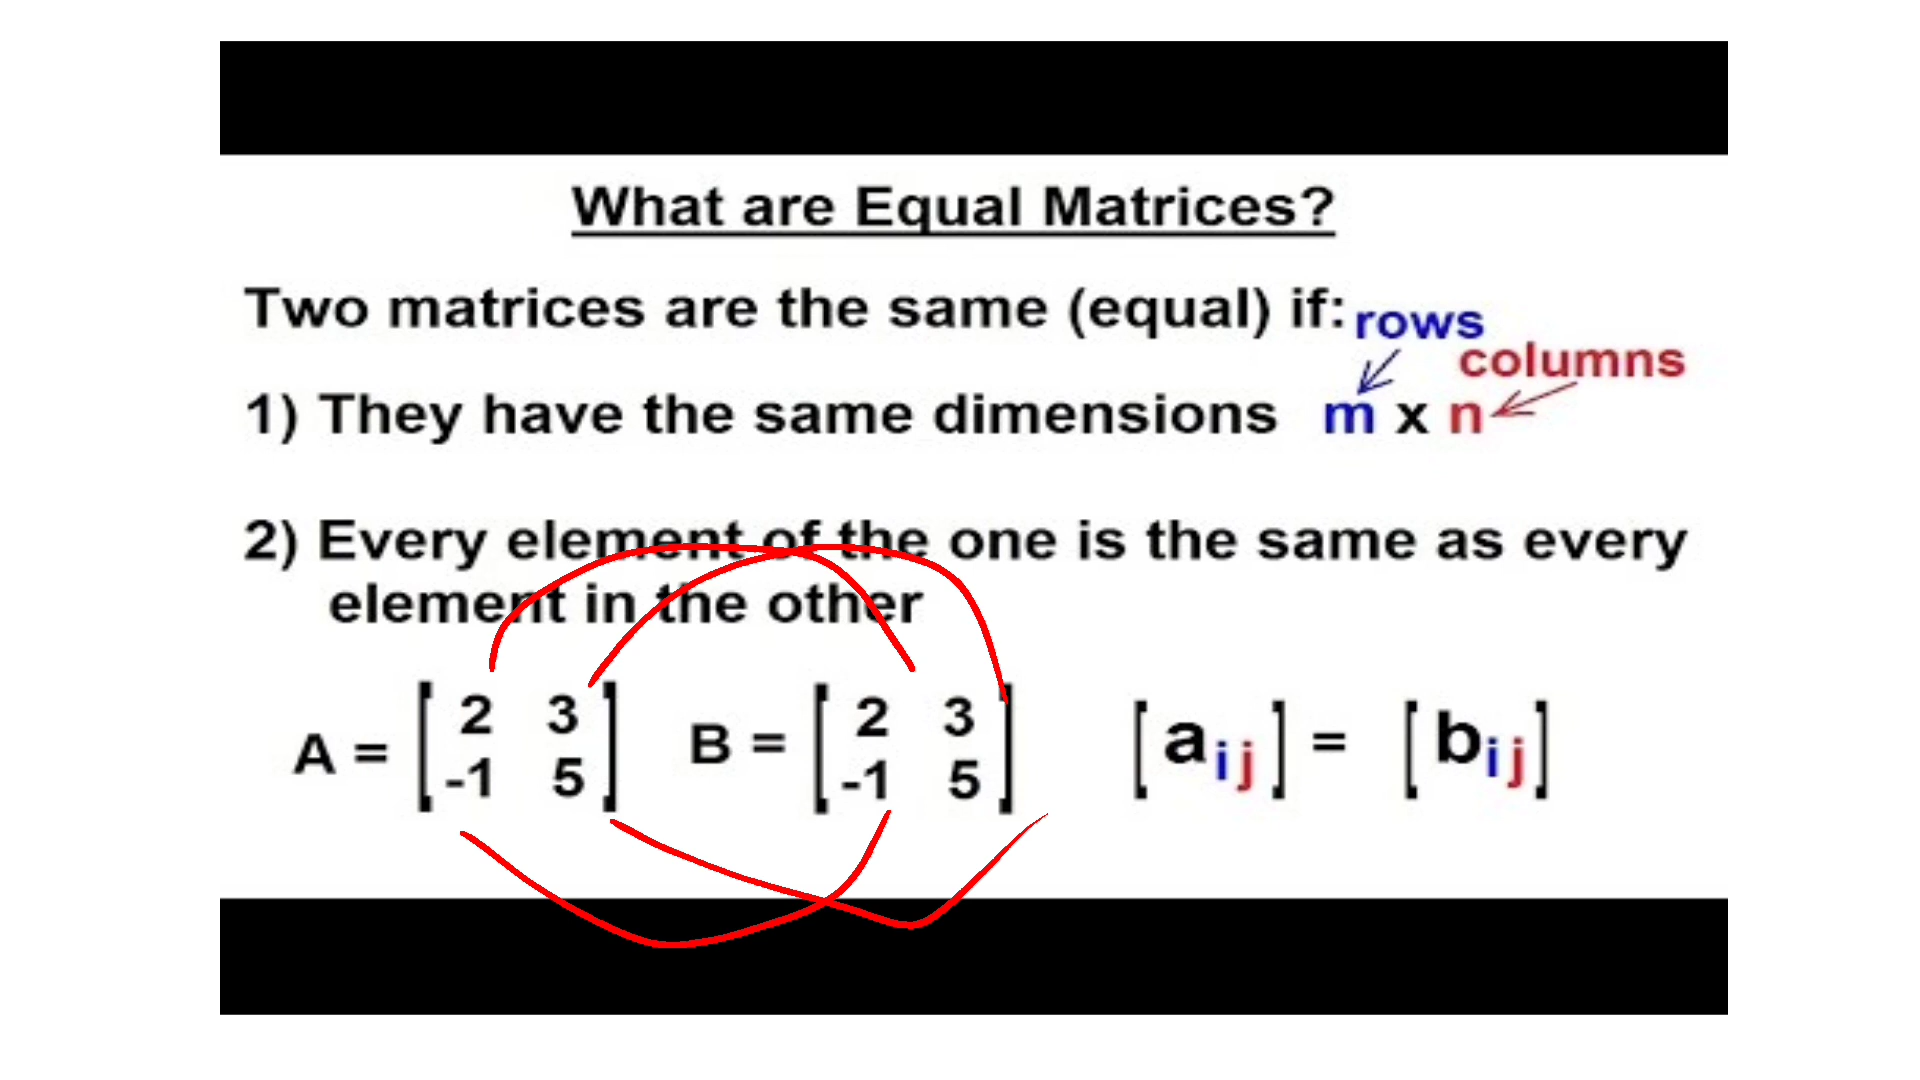 What are Equal Matrices?
Two matrices are the same (equal) if: rows
columns
1) They have the same dimensions m x n
2) Every element of the one is the same as every
element in the other
A = [ 2 3 ] B = [ 2 3 ] [aij] = [bij]
-1 5 -1 5